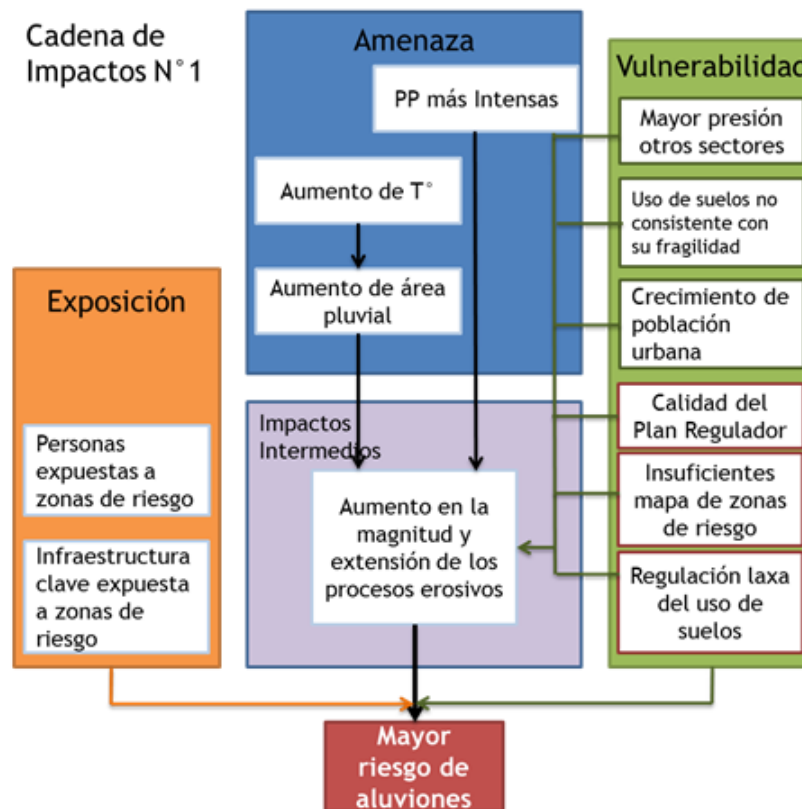 Cadena de
Impactos N°1
Amenaza
PP más Intensas
Aumento de T°
Aumento de área
pluvial
Vulnerabilidad
Mayor presión
otros sectores
Uso de suelos no
consistente con
su fragilidad
Crecimiento de
población
urbana
Calidad del
Plan Regulador
Insuficientes
mapa de zonas
de riesgo
Regulación laxa
del uso de
suelos
Exposición
Personas
expuestas a
zonas de riesgo
Infraestructura
clave expuesta
a zonas de
riesgo
Impactos
Intermedios
Aumento en la
magnitud y
extensión de los
procesos erosivos
Mayor
riesgo de
aluviones